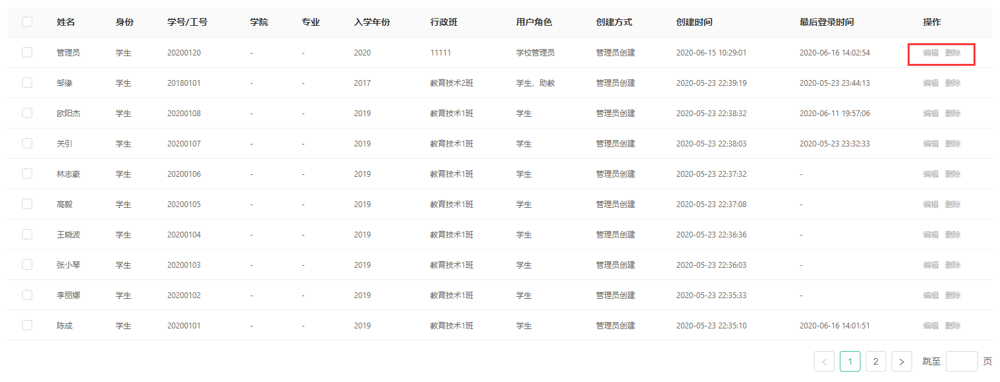 姓名 身份 学号/工号 学院 专业 入学年份 行政班 用户角色 创建方式 创建时间 最后登录时间 操作
管理员 学生 20200120 - - 2020 11111 学校管理员 管理员创建 2020-06-15 10:29:01 2020-06-16 14:02:54 编辑 删除
邹缘 学生 20180101 - - 2017 教育技术2班 学生、助教 管理员创建 2020-05-23 22:39:19 2020-05-23 23:44:13 编辑 删除
欧阳杰 学生 20200108 - - 2019 教育技术1班 学生 管理员创建 2020-05-23 22:38:32 2020-06-11 19:57:06 编辑 删除
关引 学生 20200107 - - 2019 教育技术1班 学生 管理员创建 2020-05-23 22:38:03 2020-05-23 23:32:33 编辑 删除
林志豪 学生 20200106 - - 2019 教育技术1班 学生 管理员创建 2020-05-23 22:37:32 - 编辑 删除
高毅 学生 20200105 - - 2019 教育技术1班 学生 管理员创建 2020-05-23 22:37:08 - 编辑 删除
王晓波 学生 20200104 - - 2019 教育技术1班 学生 管理员创建 2020-05-23 22:36:36 - 编辑 删除
张小琴 学生 20200103 - - 2019 教育技术1班 学生 管理员创建 2020-05-23 22:36:03 - 编辑 删除
李丽娜 学生 20200102 - - 2019 教育技术1班 学生 管理员创建 2020-05-23 22:35:33 - 编辑 删除
陈成 学生 20200101 - - 2019 教育技术1班 学生 管理员创建 2020-05-23 22:35:10 2020-06-16 14:01:51 编辑 删除
< 1 2 > 跳至 页